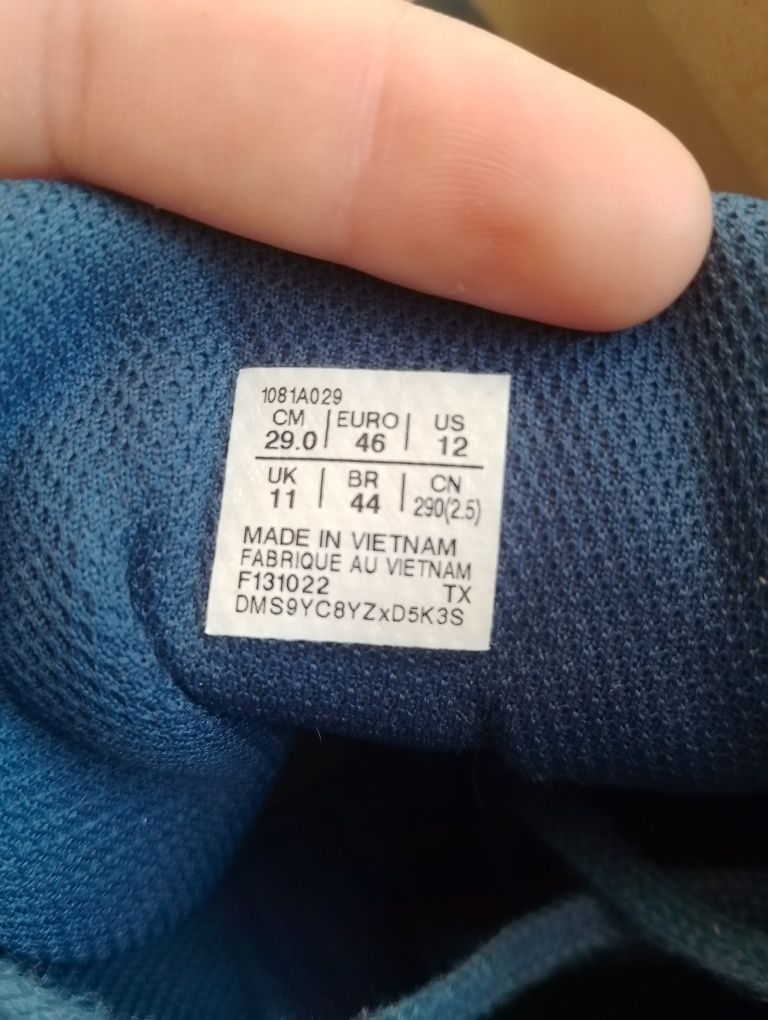 1081A029
CM | EURO | US
29.0 | 46 | 12
UK | BR | CN
11 | 44 | 290(2.5)
MADE IN VIETNAM
FABRIQUE AU VIETNAM
F131022 TX
DMS9YC8YZxD5K3S